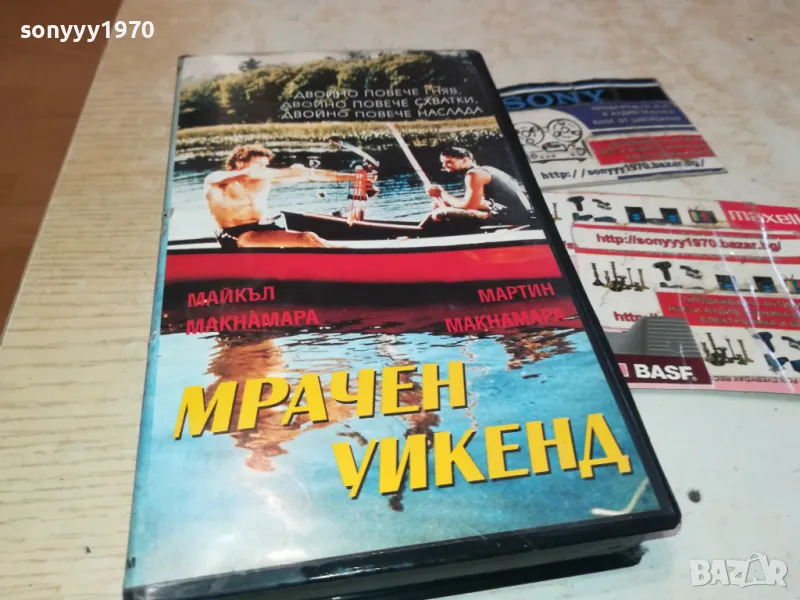 sonyyy1970
ДВОЙНО ПОВЕЧЕ ГНЯВ,
ДВОЙНО ПОВЕЧЕ СХВАТКИ,
ДВОЙНО ПОВЕЧЕ НАСЛАДА
МАЙКЪЛ
МАКНАМАРА
МАРТИН
МАКНАМАРА
МРАЧЕН
УИКЕНД
SONY
http://sonyyy1970.bazar.bg/
maxell
http://sonyyy1970.bazar.bg/
BASF
BAZAR